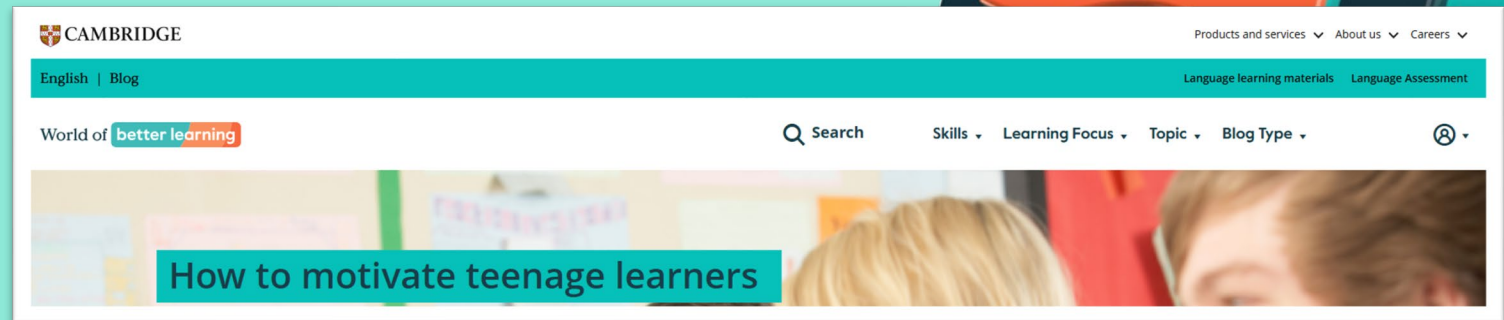 CAMBRIDGE
Products and services About us Careers
English | Blog
Language learning materials Language Assessment
World of better learning
Search Skills Learning Focus Topic Blog Type
How to motivate teenage learners